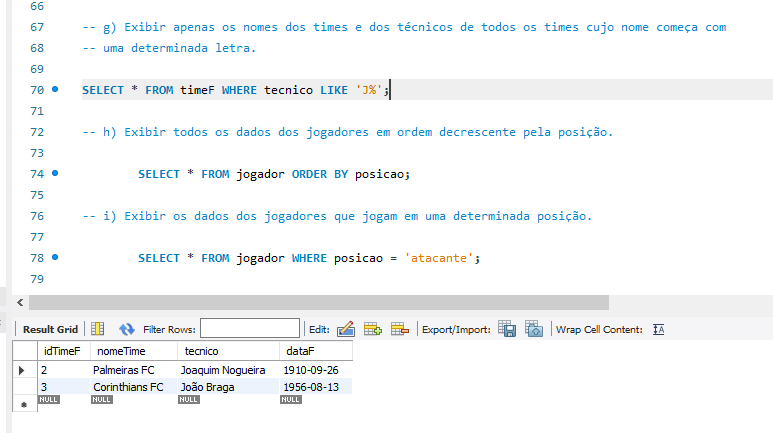 66
67 -- g) Exibir apenas os nomes dos times e dos técnicos de todos os times cujo nome começa com
68 -- uma determinada letra.
69
70 SELECT * FROM timeF WHERE tecnico LIKE 'J%';
71
72 -- h) Exibir todos os dados dos jogadores em ordem decrescente pela posição.
73
74 SELECT * FROM jogador ORDER BY posicao;
75
76 -- i) Exibir os dados dos jogadores que jogam em uma determinada posição.
77
78 SELECT * FROM jogador WHERE posicao = 'atacante';
79
Result Grid Filter Rows: Edit: Export/Import: Wrap Cell Content: IA
idTimeF nomeTime tecnico dataF
2 Palmeiras FC Joaquim Nogueira 1910-09-26
3 Corinthians FC João Braga 1956-08-13
NULL NULL NULL NULL